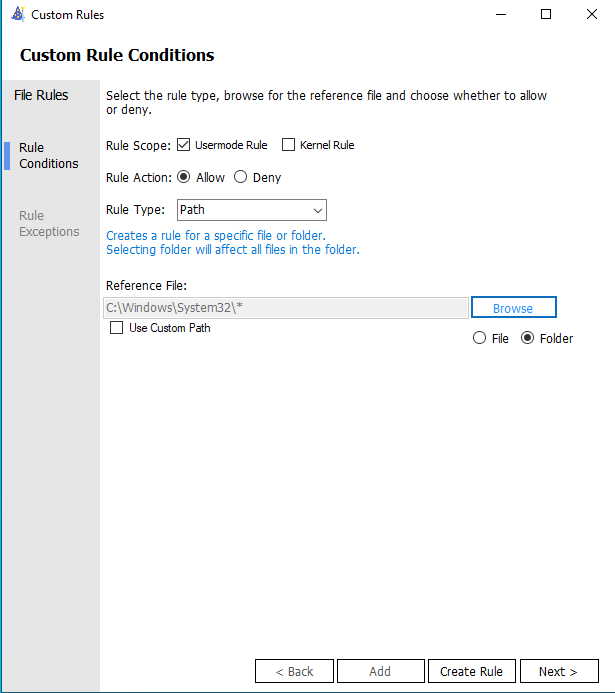 Custom Rules
Custom Rule Conditions
File Rules
Rule
Conditions
Rule
Exceptions
Select the rule type, browse for the reference file and choose whether to allow
or deny.
Rule Scope: Usermode Rule Kernel Rule
Rule Action: Allow Deny
Rule Type: Path
Creates a rule for a specific file or folder.
Selecting folder will affect all files in the folder.
Reference File:
C:\Windows\System32\* Browse
Use Custom Path
File Folder
< Back Add Create Rule Next >